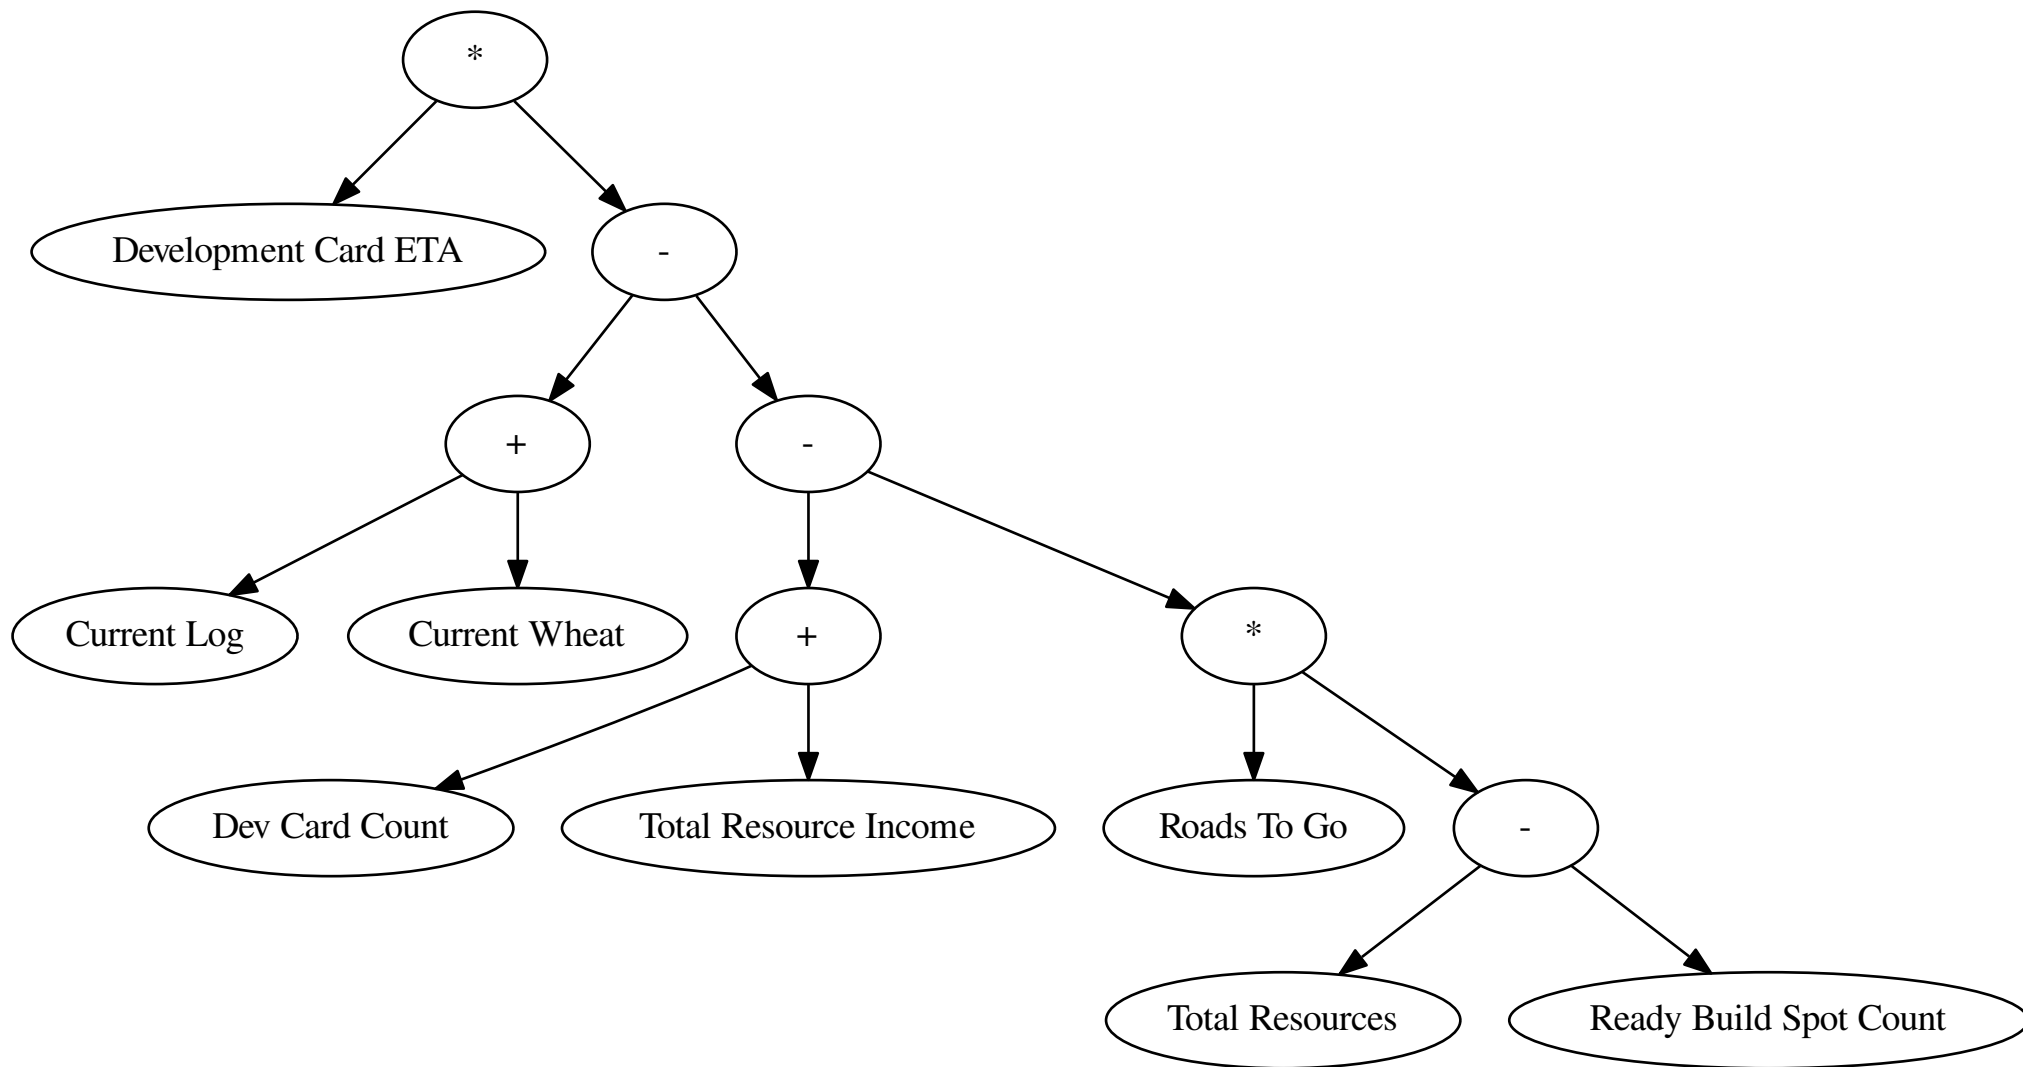 *
Development Card ETA
-
+
-
Current Log
Current Wheat
+
*
Dev Card Count
Total Resource Income
Roads To Go
-
Total Resources
Ready Build Spot Count